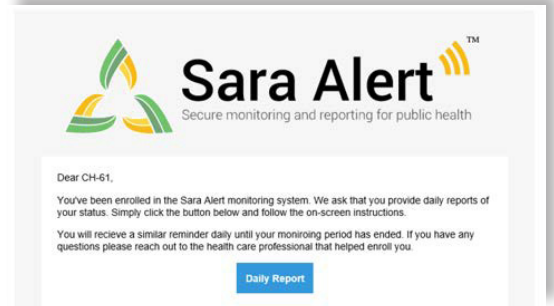 Sara Alert™
Secure monitoring and reporting for public health
Dear CH-61,
You've been enrolled in the Sara Alert monitoring system. We ask that you provide daily reports of
your status. Simply click the button below and follow the on-screen instructions.
You will recieve a similar reminder daily until your moniroing period has ended. If you have any
questions please reach out to the health care professional that helped enroll you.
Daily Report